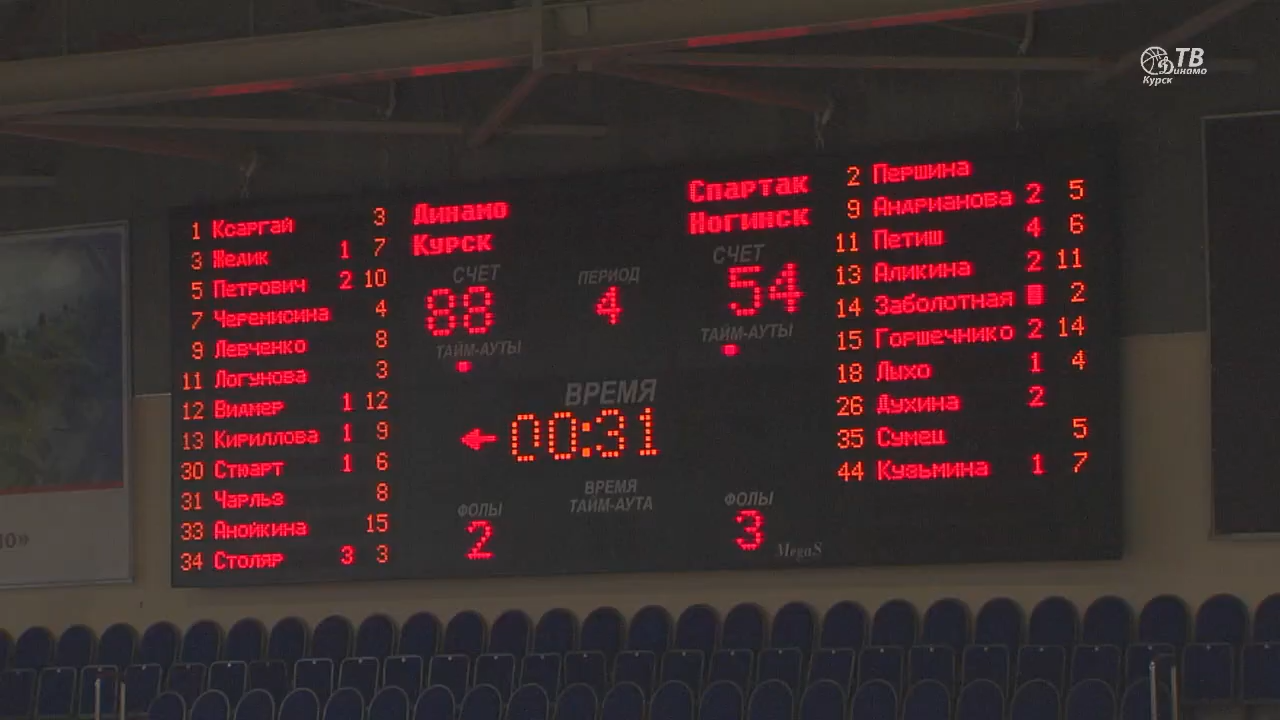 ТВ
Динамо
Курск
1 Ксаргай 3
3 Жедик 1 7
5 Петрович 2 10
7 Черемисина 4
9 Левченко 8
11 Логунова 3
12 Видмер 1 12
13 Кириллова 1 9
30 Стюарт 1 6
31 Чарльз 8
33 Анойкина 15
34 Столяр 3 3
Динамо
Курск
СЧЕТ
88
ТАЙМ-АУТЫ
ПЕРИОД
4
Спартак
Ногинск
СЧЕТ
54
ТАЙМ-АУТЫ
ВРЕМЯ
00:31
ФОЛЫ
2
ВРЕМЯ
ТАЙМ-АУТА
ФОЛЫ
3
MegaS
2 Першина
9 Андрианова 2 5
11 Петиш 4 6
13 Аликина 2 11
14 Заболотная 2
15 Горшечнико 2 14
18 Лыхо 1 4
26 Духина 2
35 Сумец 5
44 Кузьмина 1 7